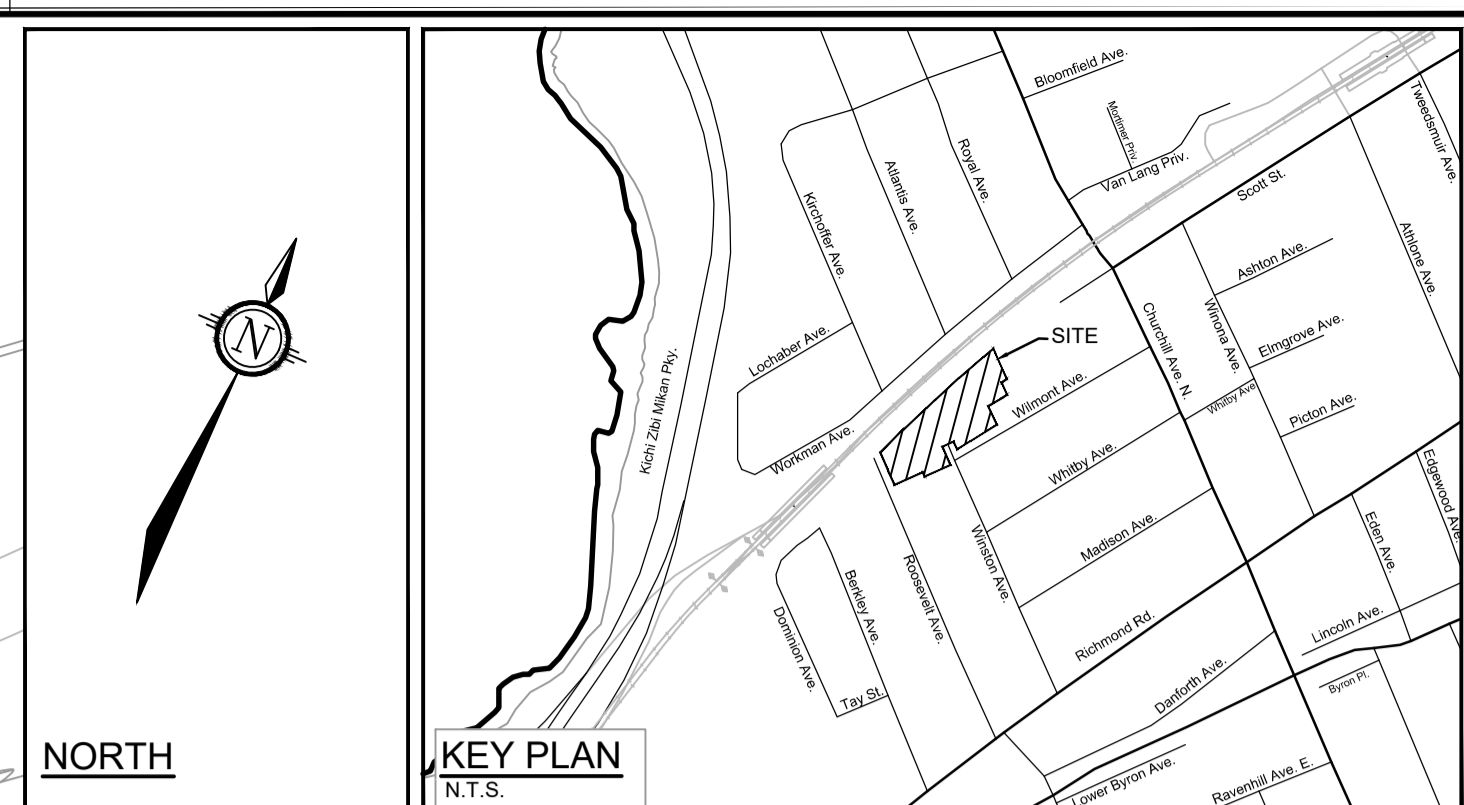 N
NORTH
Bloomfield Ave.
Mortimer Priv.
Van Lang Priv.
Tweedsmuir Ave.
Royal Ave.
Atlantis Ave.
Kirchoffer Ave.
Scott St.
Athlone Ave.
Ashton Ave.
Winona Ave.
Elmgrove Ave.
Churchill Ave. N.
Whitby Ave
Picton Ave.
SITE
Lochaber Ave.
Wilmont Ave.
Kichi Zibi Mikan Pky.
Workman Ave.
Whitby Ave.
Madison Ave.
Edgewood Ave.
Eden Ave.
Winston Ave.
Roosevelt Ave.
Berkley Ave.
Dominion Ave.
Richmond Rd.
Lincoln Ave.
Danforth Ave.
Byron Pl.
Tay St.
Lower Byron Ave.
Ravenhill Ave. E.
KEY PLAN
N.T.S.